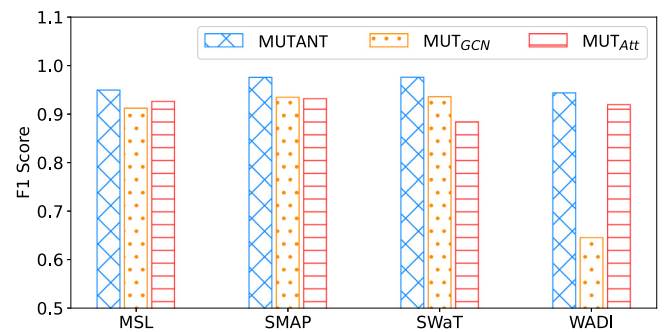 1.1
1.0
0.9
0.8
0.7
0.6
0.5
F1 Score
MUTANT MUT_GCN MUT_Att
MSL SMAP SWaT WADI